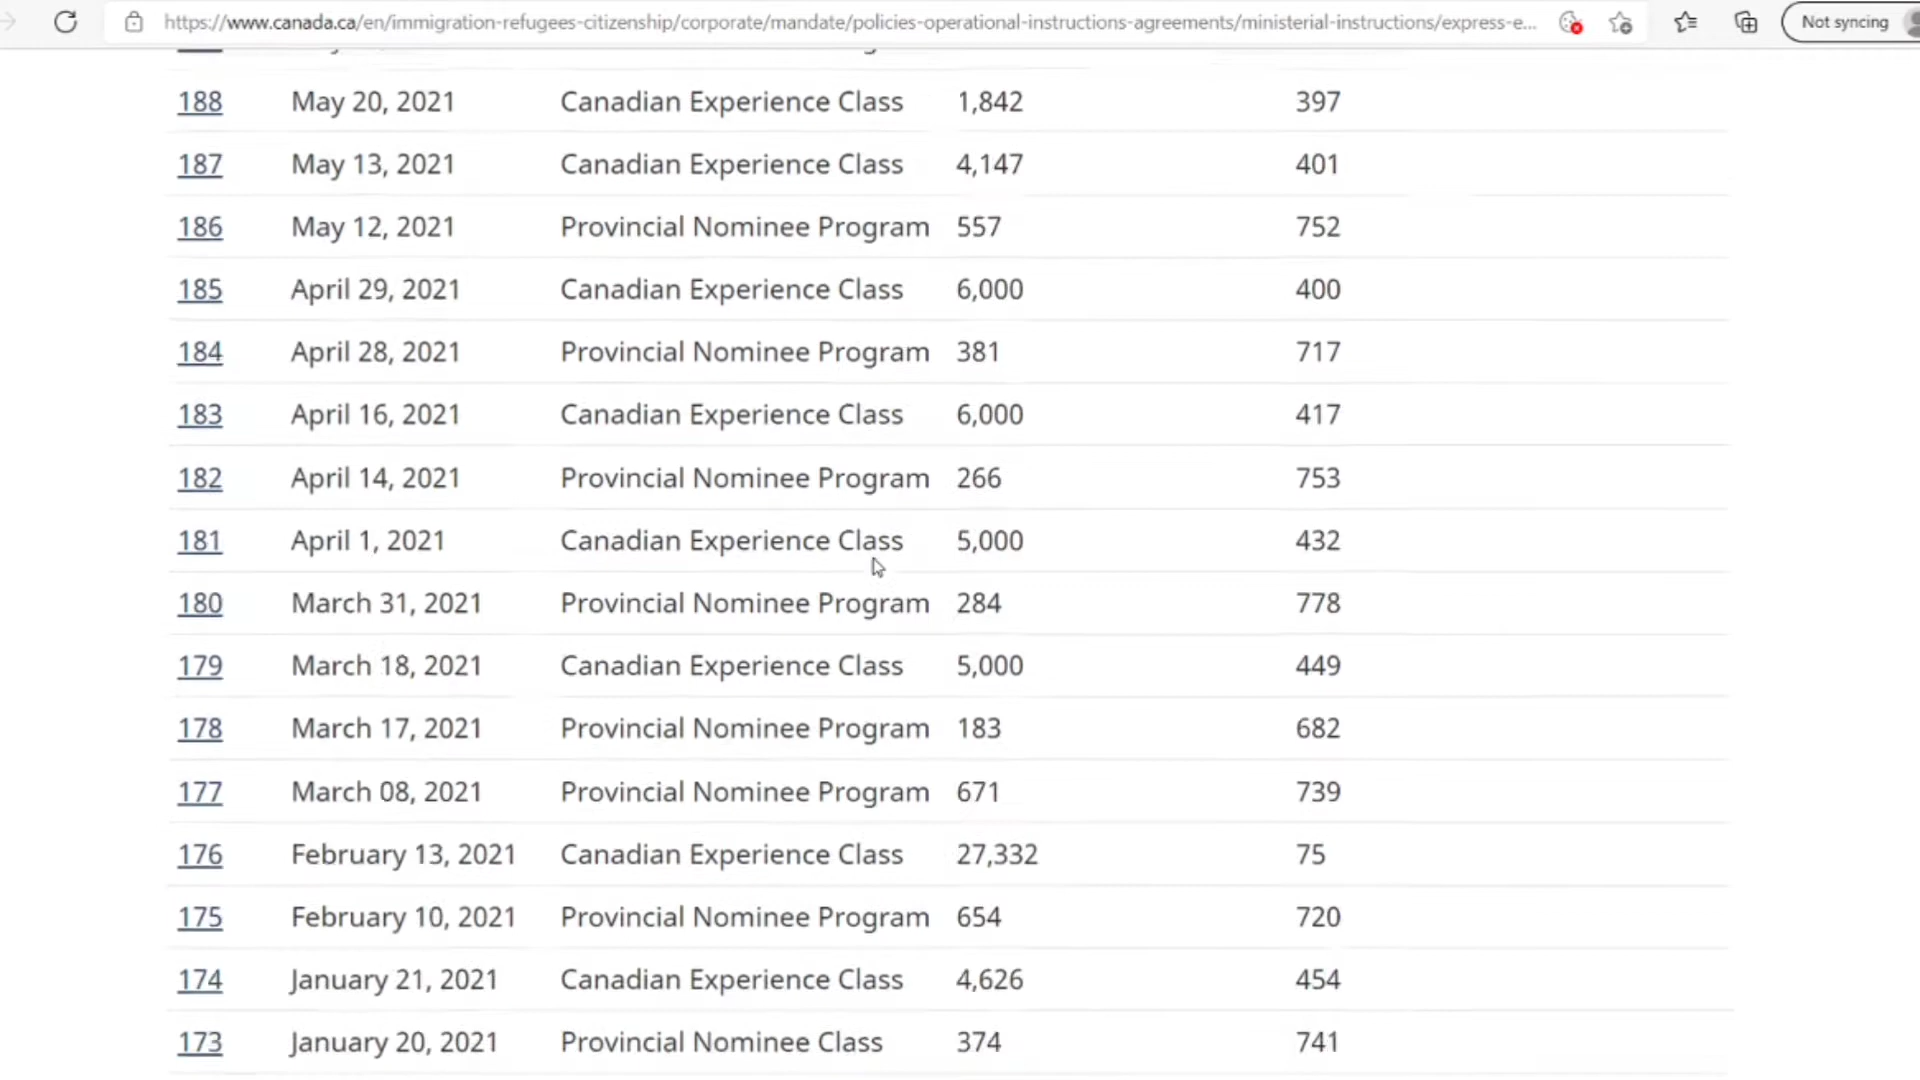 https://www.canada.ca/en/immigration-refugees-citizenship/corporate/mandate/policies-operational-instructions-agreements/ministerial-instructions/express-e... Not syncing
188 May 20, 2021 Canadian Experience Class 1,842 397
187 May 13, 2021 Canadian Experience Class 4,147 401
186 May 12, 2021 Provincial Nominee Program 557 752
185 April 29, 2021 Canadian Experience Class 6,000 400
184 April 28, 2021 Provincial Nominee Program 381 717
183 April 16, 2021 Canadian Experience Class 6,000 417
182 April 14, 2021 Provincial Nominee Program 266 753
181 April 1, 2021 Canadian Experience Class 5,000 432
180 March 31, 2021 Provincial Nominee Program 284 778
179 March 18, 2021 Canadian Experience Class 5,000 449
178 March 17, 2021 Provincial Nominee Program 183 682
177 March 08, 2021 Provincial Nominee Program 671 739
176 February 13, 2021 Canadian Experience Class 27,332 75
175 February 10, 2021 Provincial Nominee Program 654 720
174 January 21, 2021 Canadian Experience Class 4,626 454
173 January 20, 2021 Provincial Nominee Class 374 741